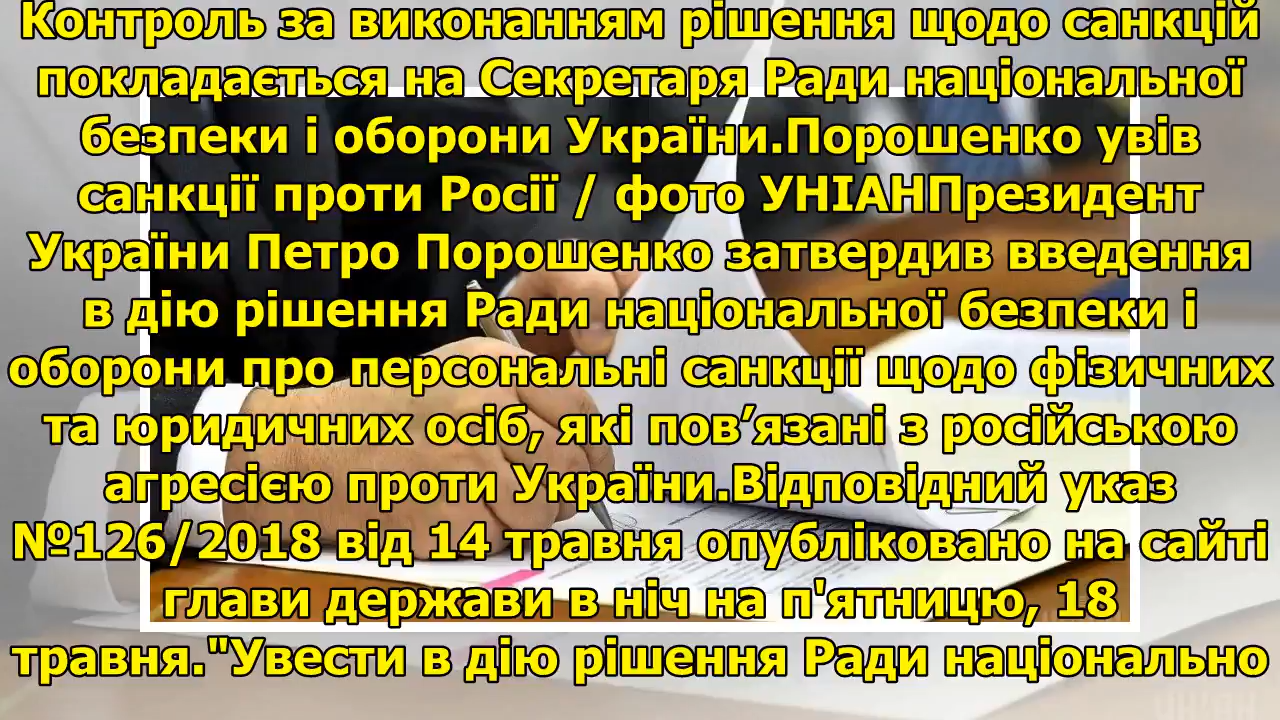 Контроль за виконанням рішення щодо санкцій
покладається на Секретаря Ради національної
безпеки і оборони України.Порошенко увів
санкції проти Росії / фото УНІАНПрезидент
України Петро Порошенко затвердив введення
в дію рішення Ради національної безпеки і
оборони про персональні санкції щодо фізичних
та юридичних осіб, які пов’язані з російською
агресією проти України.Відповідний указ
№126/2018 від 14 травня опубліковано на сайті
глави держави в ніч на п'ятницю, 18
травня."Увести в дію рішення Ради національно